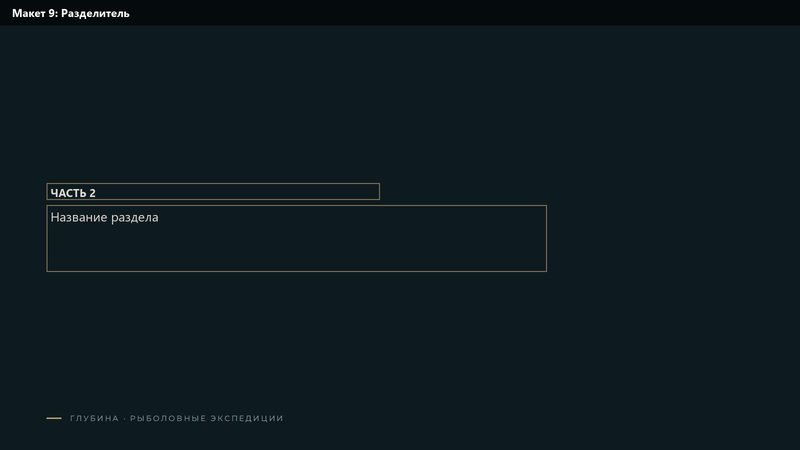 Макет 9: Разделитель
ЧАСТЬ 2
Название раздела
ГЛУБИНА · РЫБОЛОВНЫЕ ЭКСПЕДИЦИИ